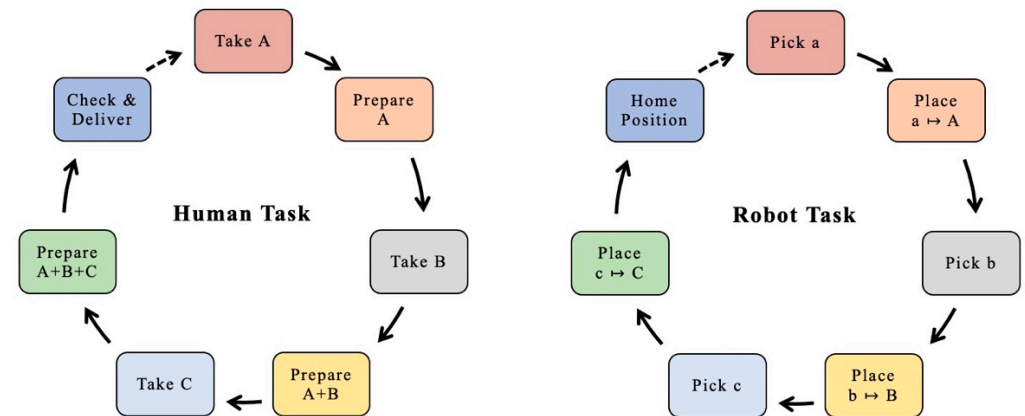 Take A
Prepare
A
Take B
Prepare
A+B
Take C
Prepare
A+B+C
Check &
Deliver
Human Task
Pick a
Place
a ↦ A
Pick b
Place
b ↦ B
Pick c
Place
c ↦ C
Home
Position
Robot Task